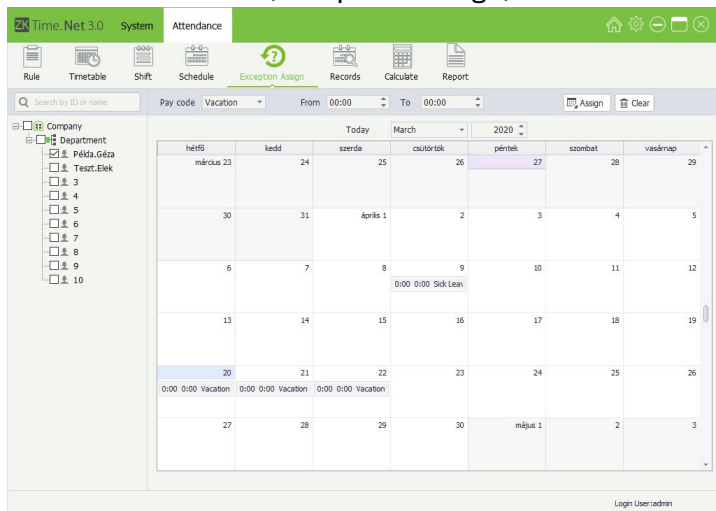 ZKTime.Net 3.0 System Attendance
Rule Timetable Shift Schedule Exception Assign Records Calculate Report
Search by ID or name
Pay code Vacation From 00:00 To 00:00 Assign Clear
Company
Department
Példa.Géza
Teszt.Elek
3
4
5
6
7
8
9
10
Today March 2020
hétfő kedd szerda csütörtök péntek szombat vasárnap
március 23 24 25 26 27 28 29
30 31 április 1 2 3 4 5
6 7 8 9 10 11 12
0:00 0:00 Sick Leav
13 14 15 16 17 18 19
20 21 22 23 24 25 26
0:00 0:00 Vacation 0:00 0:00 Vacation 0:00 0:00 Vacation
27 28 29 30 május 1 2 3
Login User:admin